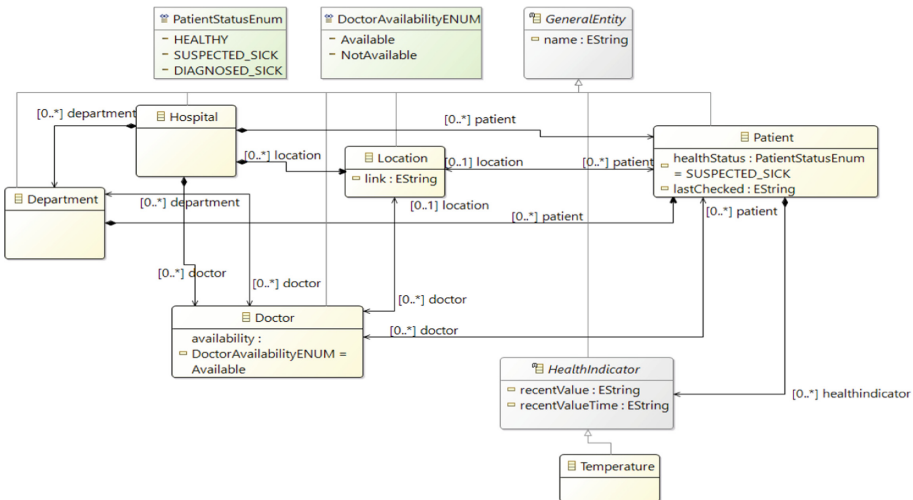 PatientStatusEnum
HEALTHY
SUSPECTED_SICK
DIAGNOSED_SICK
DoctorAvailabilityENUM
Available
NotAvailable
GeneralEntity
name : EString
[0..*] department
Hospital
[0..*] patient
[0..*] location
Location
link : EString
[0..1] location
[0..*] patient
Patient
healthStatus : PatientStatusEnum
= SUSPECTED_SICK
lastChecked : EString
Department
[0..*] department
[0..1] location
[0..*] patient
[0..*] patient
[0..*] doctor
[0..*] doctor
[0..*] doctor
Doctor
availability :
DoctorAvailabilityENUM =
Available
[0..*] doctor
HealthIndicator
recentValue : EString
recentValueTime : EString
[0..*] healthindicator
Temperature